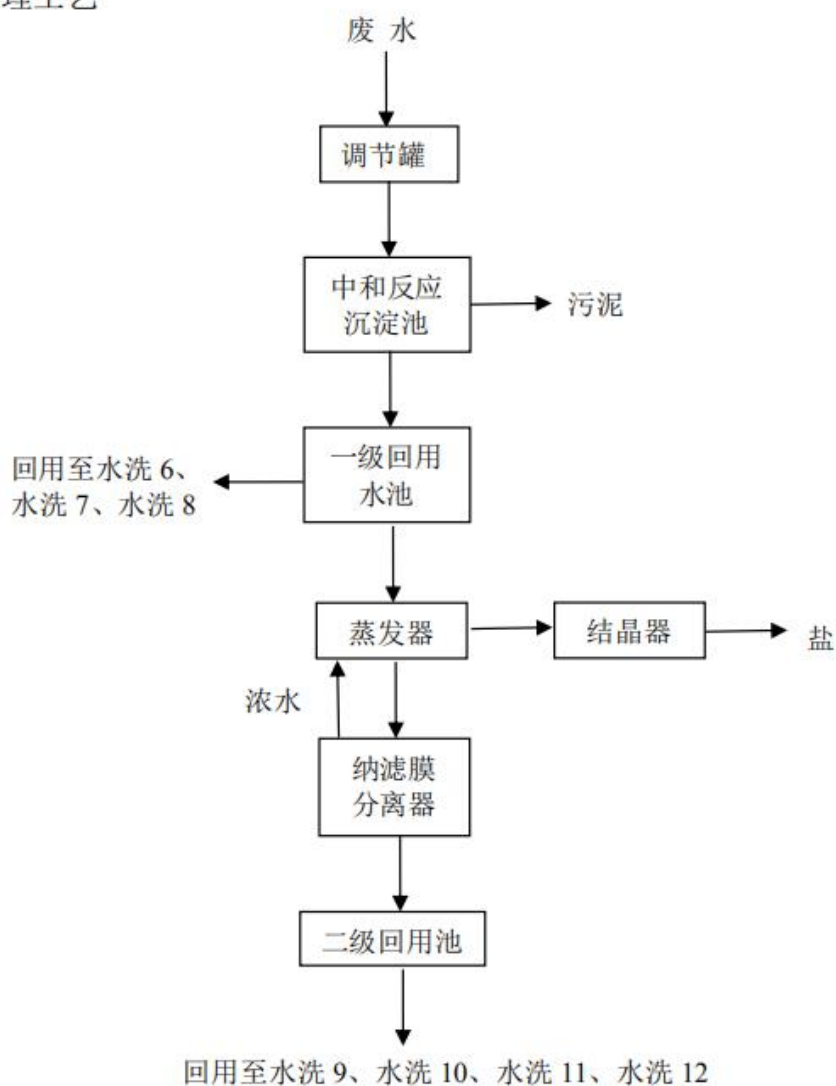 废 水
调节罐
中和反应
沉淀池
污泥
一级回用
水池
回用至水洗 6、
水洗 7、水洗 8
蒸发器
结晶器
盐
浓水
纳滤膜
分离器
二级回用池
回用至水洗 9、水洗 10、水洗 11、水洗 12